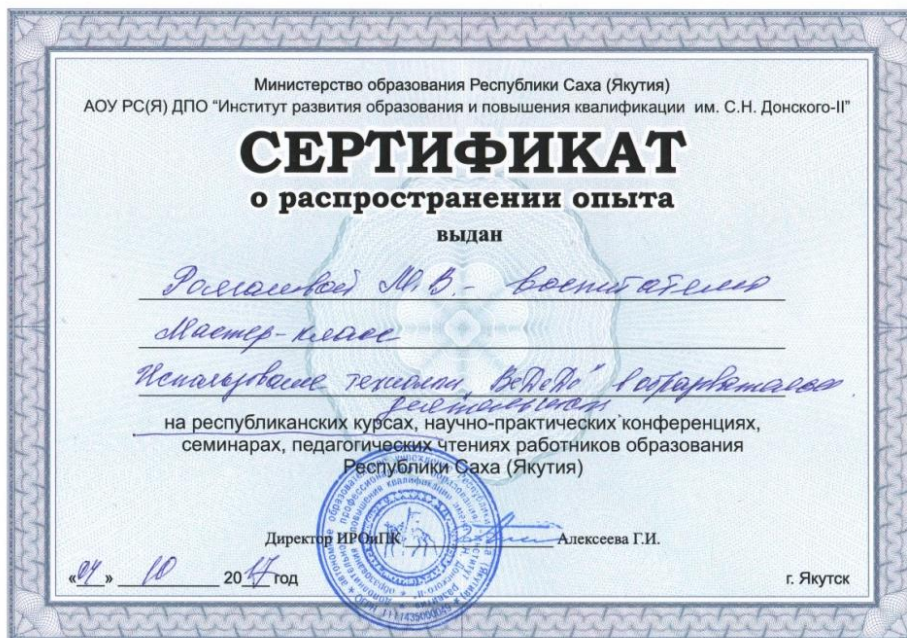 Министерство образования Республики Саха (Якутия)
АОУ РС(Я) ДПО "Институт развития образования и повышения квалификации им. С.Н. Донского-II"
СЕРТИФИКАТ
о распространении опыта
выдан
М.В. - воспитателю
Мастер-класс
Использование технологии „ВеДеДо" в образовательной
деятельности
на республиканских курсах, научно-практических конференциях,
семинарах, педагогических чтениях работников образования
Республики Саха (Якутия)
Директор ИРОиПК Алексеева Г.И.
«04» 10 2017 год г. Якутск